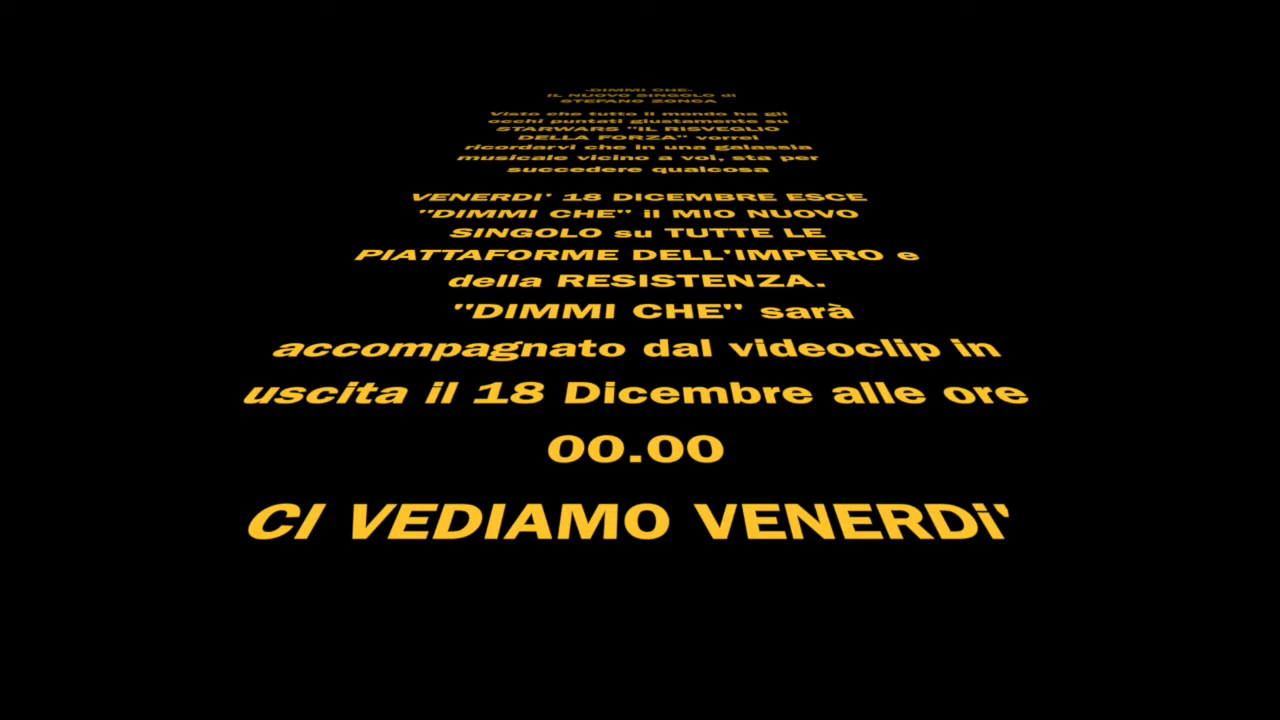 -DIMMI CHE-
IL NUOVO SINGOLO di
STEFANO ZONCA
Visto che tutto il mondo ha gli
occhi puntati giustamente su
STARWARS "IL RISVEGLIO
DELLA FORZA" vorrei
ricordarvi che in una galassia
musicale vicino a voi, sta per
succedere qualcosa
VENERDI' 18 DICEMBRE ESCE
"DIMMI CHE" il MIO NUOVO
SINGOLO su TUTTE LE
PIATTAFORME DELL'IMPERO e
della RESISTENZA.
"DIMMI CHE" sarà
accompagnato dal videoclip in
uscita il 18 Dicembre alle ore
00.00
CI VEDIAMO VENERDi'